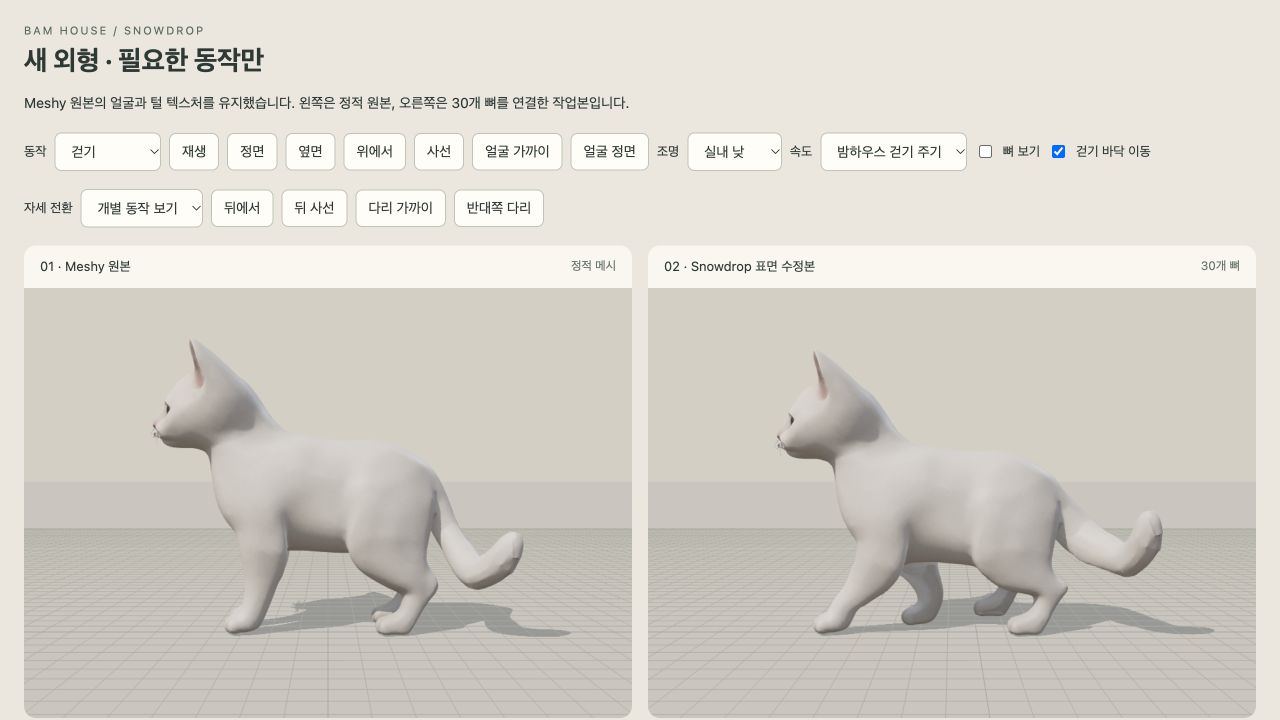 BAM HOUSE / SNOWDROP
새 외형 · 필요한 동작만
Meshy 원본의 얼굴과 털 텍스처를 유지했습니다. 왼쪽은 정적 원본, 오른쪽은 30개 뼈를 연결한 작업본입니다.
동작 걷기 재생 정면 옆면 위에서 사선 얼굴 가까이 얼굴 정면 조명 실내 낮 속도 밤하우스 걷기 주기 뼈 보기 걷기 바닥 이동
자세 전환 개별 동작 보기 뒤에서 뒤 사선 다리 가까이 반대쪽 다리
01 · Meshy 원본 정적 메시
02 · Snowdrop 표면 수정본 30개 뼈